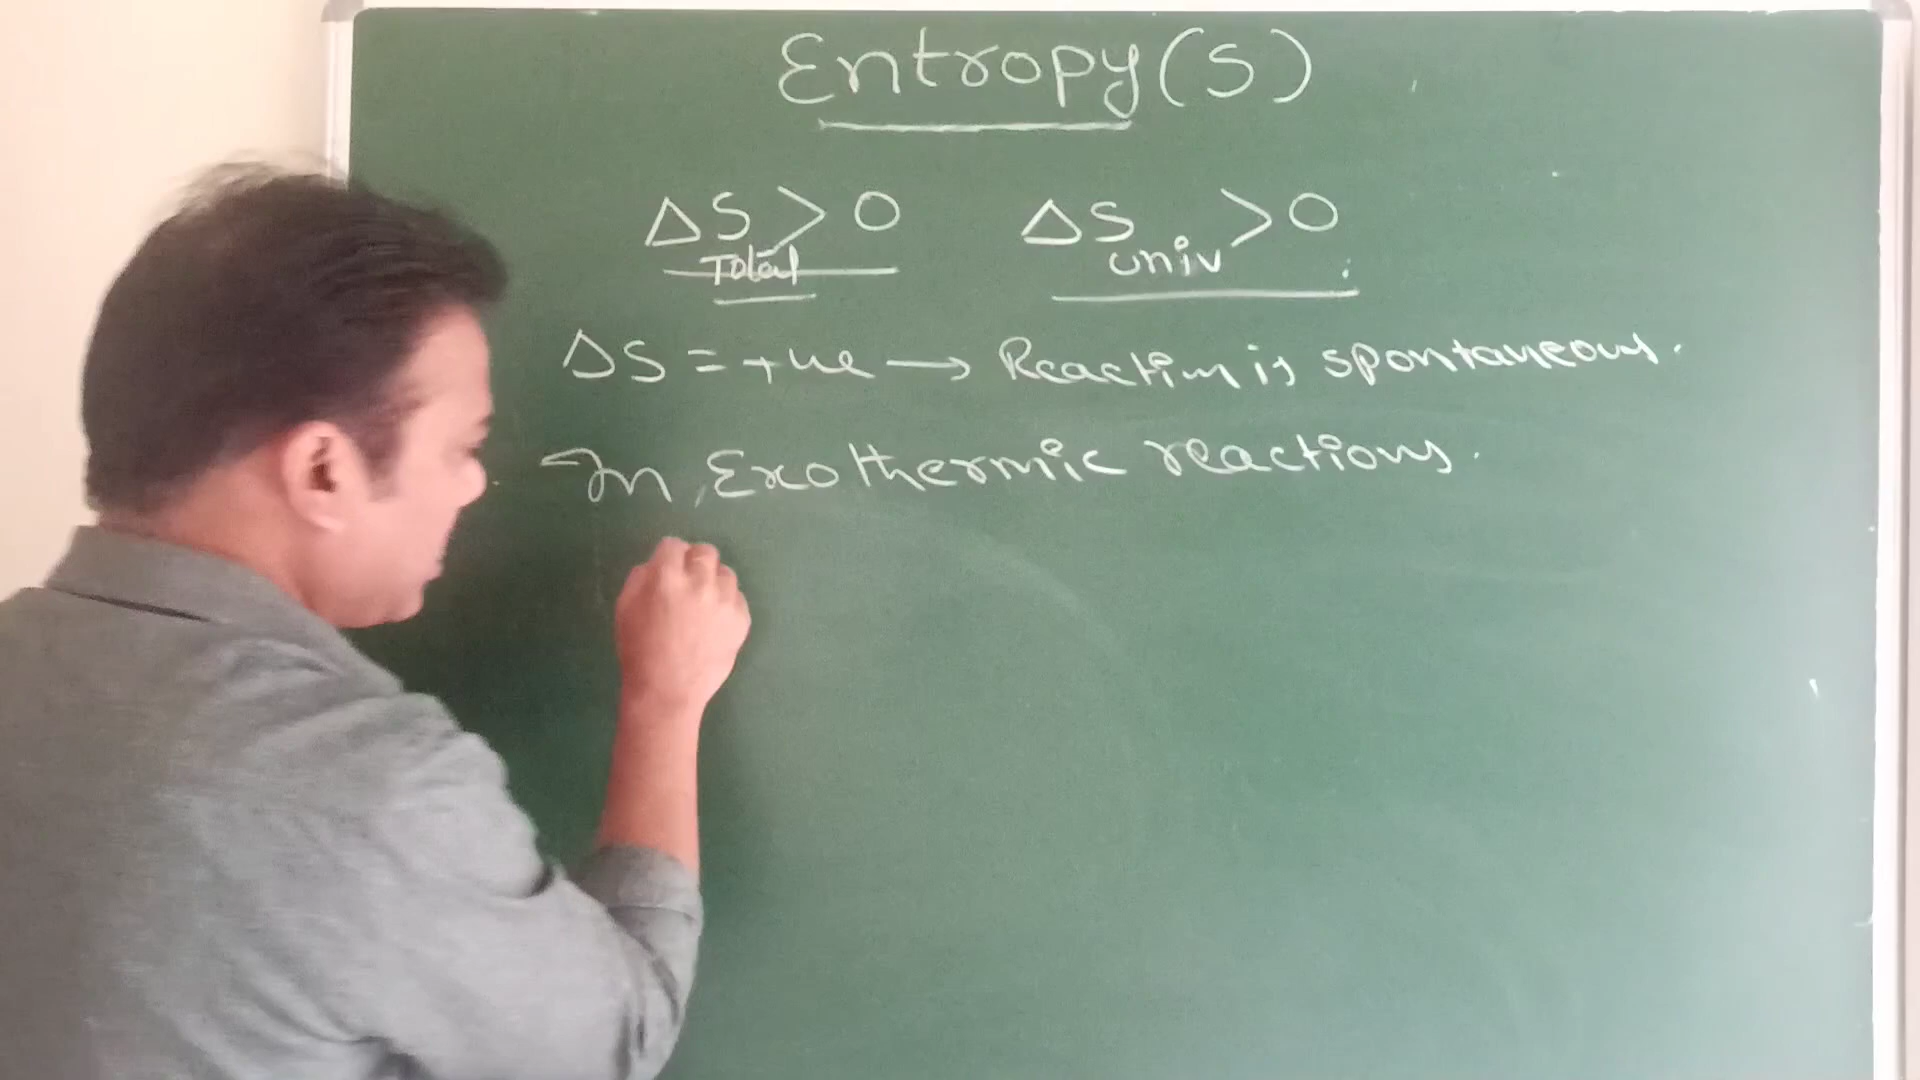 Entropy(S)
ΔS Total > 0 ΔS univ > 0
ΔS = +ve → Reaction is spontaneous.
In Exothermic reactions.